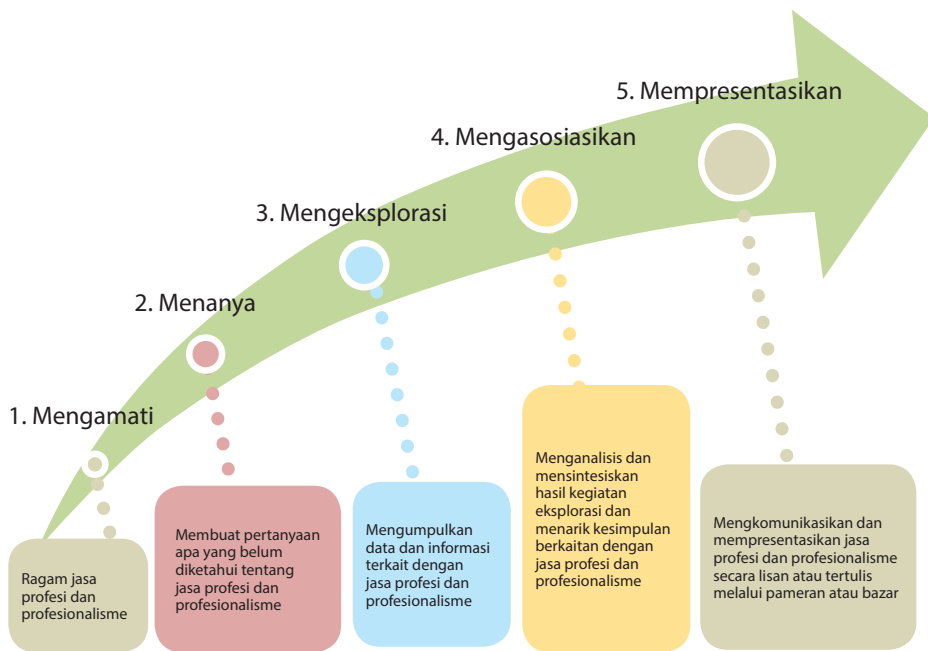 1. Mengamati
Ragam jasa
profesi dan
profesionalisme
2. Menanya
Membuat pertanyaan
apa yang belum
diketahui tentang
jasa profesi dan
profesionalisme
3. Mengeksplorasi
Mengumpulkan
data dan informasi
terkait dengan
jasa profesi dan
profesionalisme
4. Mengasosiasikan
Menganalisis dan
mensintesiskan
hasil kegiatan
eksplorasi dan
menarik kesimpulan
berkaitan dengan
jasa profesi dan
profesionalisme
5. Mempresentasikan
Mengkomunikasikan dan
mempresentasikan jasa
profesi dan profesionalisme
secara lisan atau tertulis
melalui pameran atau bazar